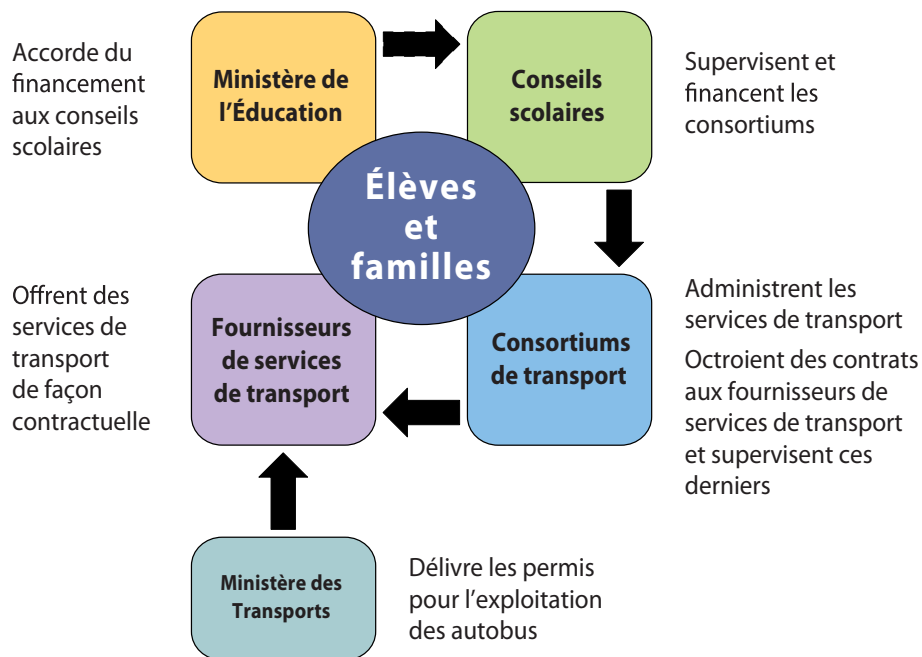 Accorde du
financement
aux conseils
scolaires
Ministère de
l'Éducation
Conseils
scolaires
Supervisent et
financent les
consortiums
Élèves
et
familles
Offrent des
services de
transport
de façon
contractuelle
Fournisseurs
de services
de transport
Consortiums
de transport
Administrent les
services de transport
Octroient des contrats
aux fournisseurs de
services de transport
et supervisent ces
derniers
Ministère des
Transports
Délivre les permis
pour l'exploitation
des autobus